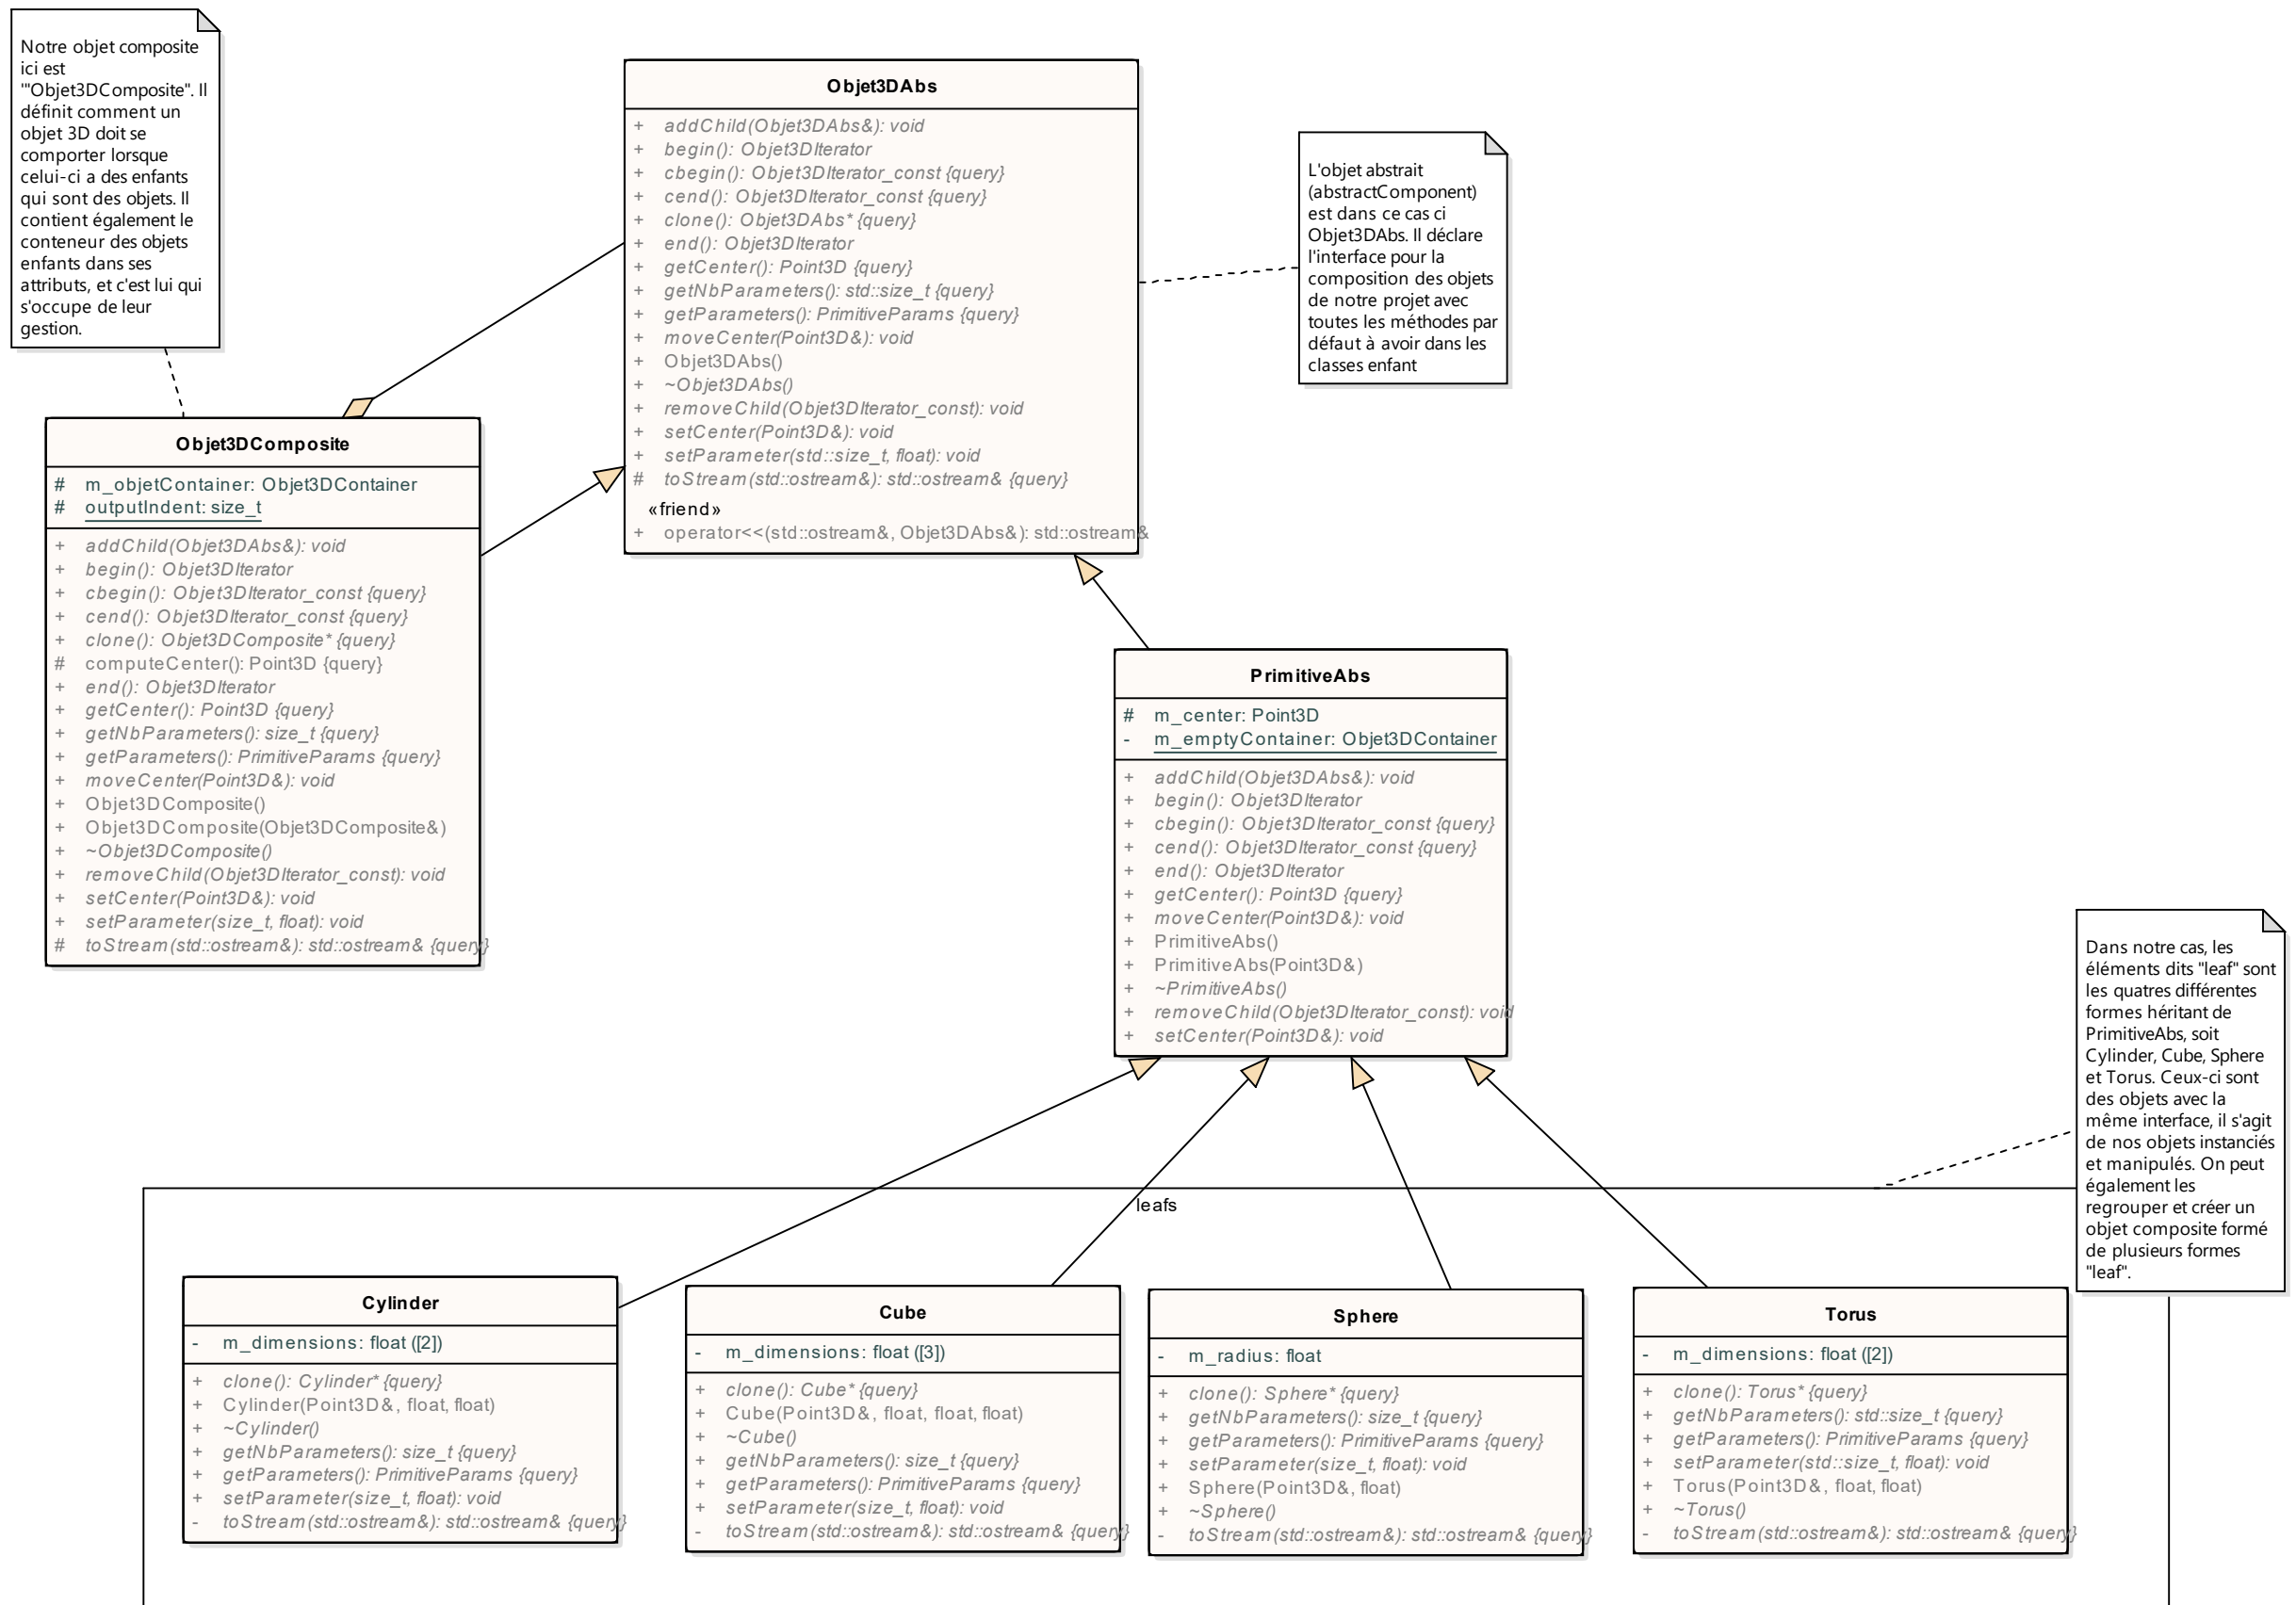 Notre objet composite
ici est
'"Objet3DComposite". Il
définit comment un
objet 3D doit se
comporter lorsque
celui-ci a des enfants
qui sont des objets. Il
contient également le
conteneur des objets
enfants dans ses
attributs, et c'est lui qui
s'occupe de leur
gestion.
Objet3DAbs
+ addChild(Objet3DAbs&): void
+ begin(): Objet3DIterator
+ cbegin(): Objet3DIterator_const {query}
+ cend(): Objet3DIterator_const {query}
+ clone(): Objet3DAbs* {query}
+ end(): Objet3DIterator
+ getCenter(): Point3D {query}
+ getNbParameters(): std::size_t {query}
+ getParameters(): PrimitiveParams {query}
+ moveCenter(Point3D&): void
+ Objet3DAbs()
+ ~Objet3DAbs()
+ removeChild(Objet3DIterator_const): void
+ setCenter(Point3D&): void
+ setParameter(std::size_t, float): void
# toStream(std::ostream&): std::ostream& {query}
«friend»
+ operator<<(std::ostream&, Objet3DAbs&): std::ostream&
L'objet abstrait
(abstractComponent)
est dans ce cas ci
Objet3DAbs. Il déclare
l'interface pour la
composition des objets
de notre projet avec
toutes les méthodes par
défaut à avoir dans les
classes enfant
Objet3DComposite
# m_objetContainer: Objet3DContainer
# outputIndent: size_t
+ addChild(Objet3DAbs&): void
+ begin(): Objet3DIterator
+ cbegin(): Objet3DIterator_const {query}
+ cend(): Objet3DIterator_const {query}
+ clone(): Objet3DComposite* {query}
# computeCenter(): Point3D {query}
+ end(): Objet3DIterator
+ getCenter(): Point3D {query}
+ getNbParameters(): size_t {query}
+ getParameters(): PrimitiveParams {query}
+ moveCenter(Point3D&): void
+ Objet3DComposite()
+ Objet3DComposite(Objet3DComposite&)
+ ~Objet3DComposite()
+ removeChild(Objet3DIterator_const): void
+ setCenter(Point3D&): void
+ setParameter(size_t, float): void
# toStream(std::ostream&): std::ostream& {query}
PrimitiveAbs
# m_center: Point3D
- m_emptyContainer: Objet3DContainer
+ addChild(Objet3DAbs&): void
+ begin(): Objet3DIterator
+ cbegin(): Objet3DIterator_const {query}
+ cend(): Objet3DIterator_const {query}
+ end(): Objet3DIterator
+ getCenter(): Point3D {query}
+ moveCenter(Point3D&): void
+ PrimitiveAbs()
+ PrimitiveAbs(Point3D&)
+ ~PrimitiveAbs()
+ removeChild(Objet3DIterator_const): void
+ setCenter(Point3D&): void
Dans notre cas, les
éléments dits "leaf" sont
les quatres différentes
formes héritant de
PrimitiveAbs, soit
Cylinder, Cube, Sphere
et Torus. Ceux-ci sont
des objets avec la
même interface, il s'agit
de nos objets instanciés
et manipulés. On peut
également les
regrouper et créer un
objet composite formé
de plusieurs formes
"leaf".
leafs
Cylinder
- m_dimensions: float ([2])
+ clone(): Cylinder* {query}
+ Cylinder(Point3D&, float, float)
+ ~Cylinder()
+ getNbParameters(): size_t {query}
+ getParameters(): PrimitiveParams {query}
+ setParameter(size_t, float): void
- toStream(std::ostream&): std::ostream& {query}
Cube
- m_dimensions: float ([3])
+ clone(): Cube* {query}
+ Cube(Point3D&, float, float, float)
+ ~Cube()
+ getNbParameters(): size_t {query}
+ getParameters(): PrimitiveParams {query}
+ setParameter(size_t, float): void
- toStream(std::ostream&): std::ostream& {query}
Sphere
- m_radius: float
+ clone(): Sphere* {query}
+ getNbParameters(): size_t {query}
+ getParameters(): PrimitiveParams {query}
+ setParameter(size_t, float): void
+ Sphere(Point3D&, float)
+ ~Sphere()
- toStream(std::ostream&): std::ostream& {query}
Torus
- m_dimensions: float ([2])
+ clone(): Torus* {query}
+ getNbParameters(): std::size_t {query}
+ getParameters(): PrimitiveParams {query}
+ setParameter(std::size_t, float): void
+ Torus(Point3D&, float, float)
+ ~Torus()
- toStream(std::ostream&): std::ostream& {query}